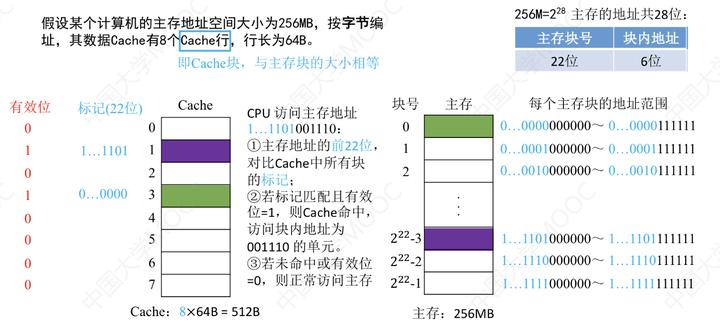 假设某个计算机的主存地址空间大小为256MB，按字节编
址，其数据Cache有8个Cache行，行长为64B。
即Cache块，与主存块的大小相等
256M=2²⁸ 主存的地址共28位：
主存块号 块内地址
22位 6位
有效位 标记(22位) Cache
0 0
1 1…1101 1
0 2
1 0…0000 3
0 4
0 5
0 6
0 7
Cache：8×64B = 512B
CPU 访问主存地址
1…1101001110：
①主存地址的前22位，
对比Cache中所有块
的标记；
②若标记匹配且有效
位=1，则Cache命中，
访问块内地址为
001110 的单元。
③若未命中或有效位
=0，则正常访问主存
块号 主存 每个主存块的地址范围
0 0…0000000000～ 0…0000111111
1 0…0001000000～ 0…0001111111
2 0…0010000000～ 0…0010111111
⋮
2²²-3 1…1101000000～ 1…1101111111
2²²-2 1…1110000000～ 1…1110111111
2²²-1 1…1111000000～ 1…1111111111
主存：256MB
中国大学MOOC